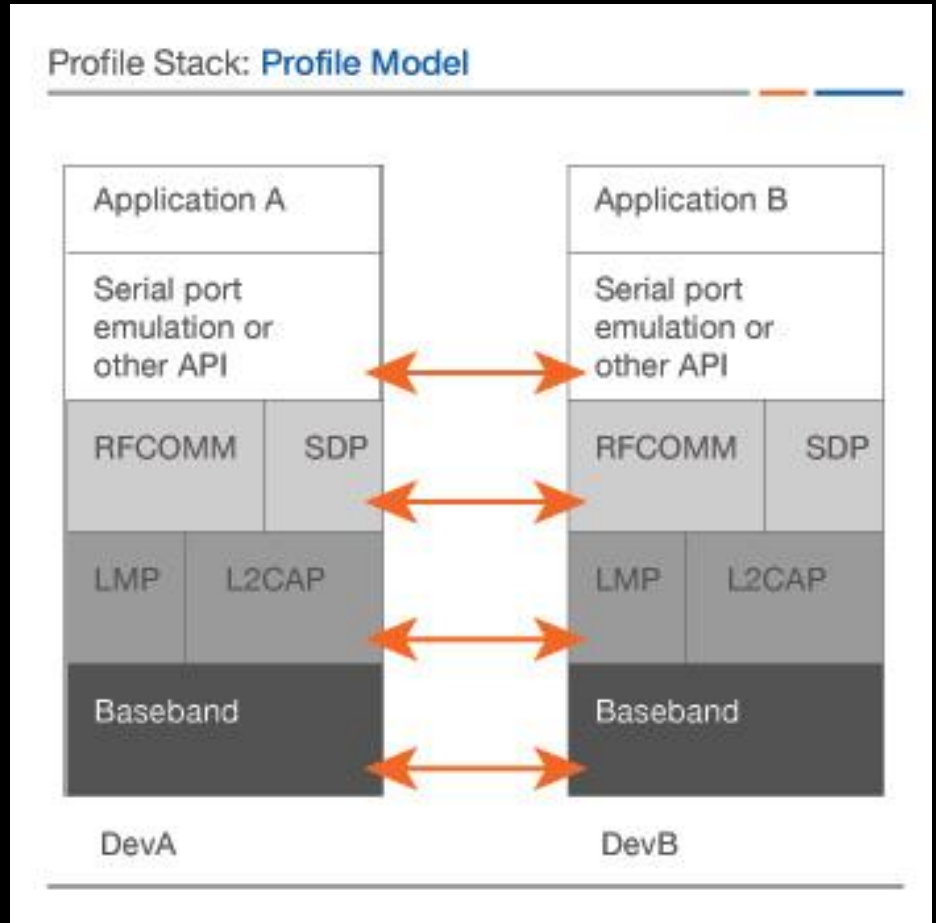 Profile Stack: Profile Model
Application A
Serial port
emulation or
other API
RFCOMM
SDP
LMP
L2CAP
Baseband
DevA
Application B
Serial port
emulation or
other API
RFCOMM
SDP
LMP
L2CAP
Baseband
DevB